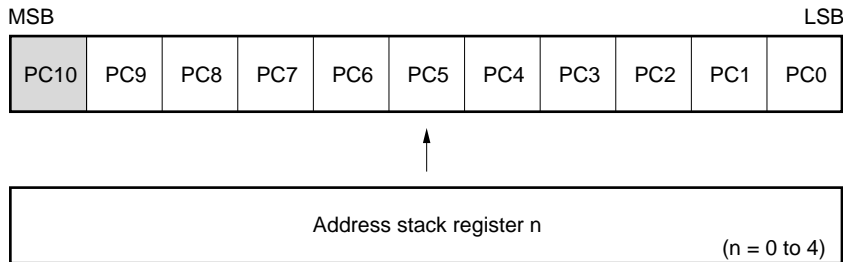 MSB LSB
PC10 PC9 PC8 PC7 PC6 PC5 PC4 PC3 PC2 PC1 PC0
Address stack register n
(n = 0 to 4)